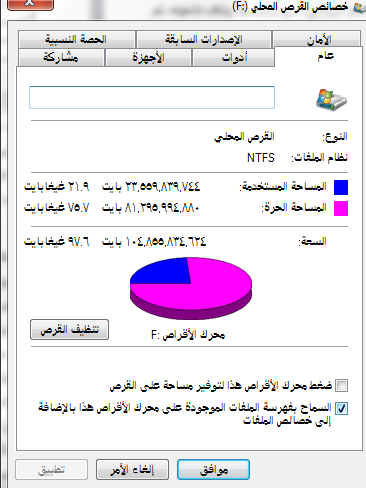 خصائص القرص المحلي (F:)
الأمان الإصدارات السابقة الحصة النسبية
عام أدوات الأجهزة مشاركة
النوع: القرص المحلي
نظام الملفات: NTFS
المساحة المستخدمة: ٢٣,٥٥٩,٨٣٩,٧٤٤ بايت ٢١.٩ غيغابايت
المساحة الحرة: ٨١,٢٩٥,٩٩٤,٨٨٠ بايت ٧٥.٧ غيغابايت
السعة: ١٠٤,٨٥٥,٨٣٤,٦٢٤ بايت ٩٧.٦ غيغابايت
محرك الأقراص F:
تنظيف القرص
ضغط محرك الأقراص هذا لتوفير مساحة على القرص
السماح بفهرسة الملفات الموجودة على محرك الأقراص هذا بالإضافة
إلى خصائص الملفات
موافق إلغاء الأمر تطبيق